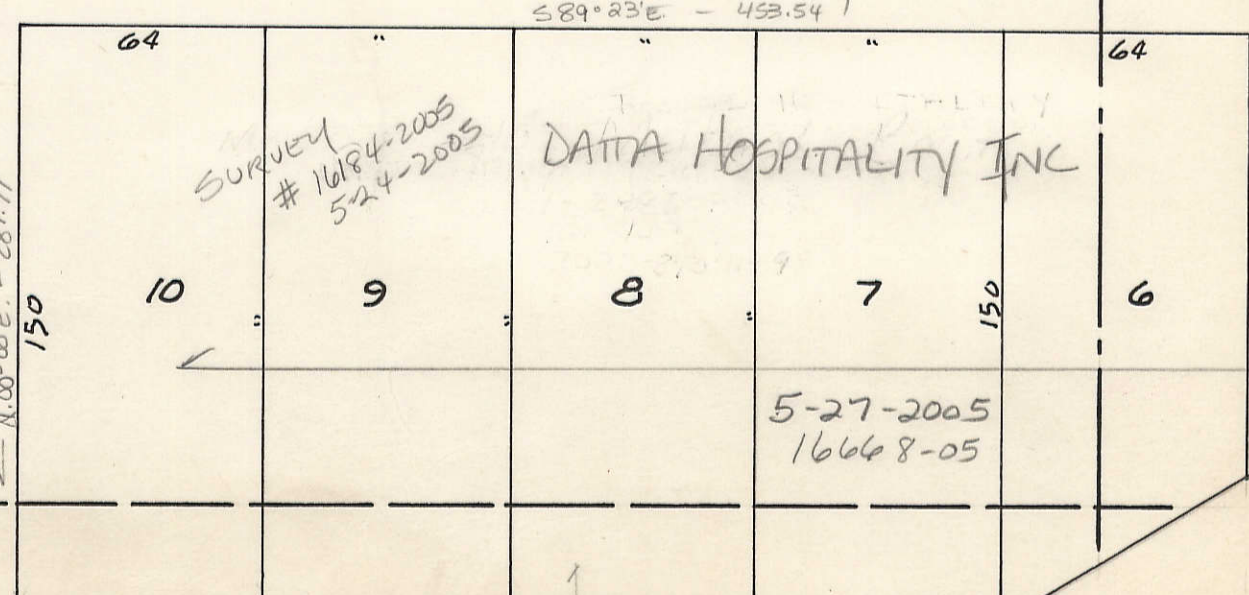 S89°23'E. - 453.54'
64 " " " 64
SURVEY
# 16184-2005
5-24-2005
DATTA HOSPITALITY INC
10 9 8 7 6
150 " " " 150
5-27-2005
16668-05